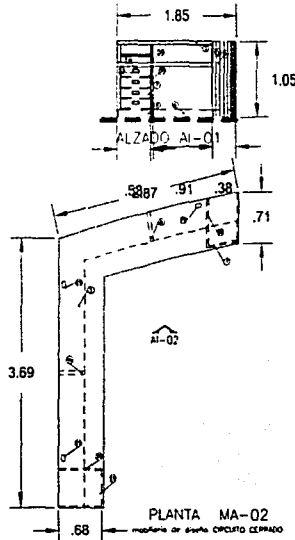 1.85
1.05
ALZADO AI-01
.58 .91 .38
2.87
.71
AI-02
3.69
PLANTA MA-02
mobiliario de diseño CIRCUITO CERRADO
.68